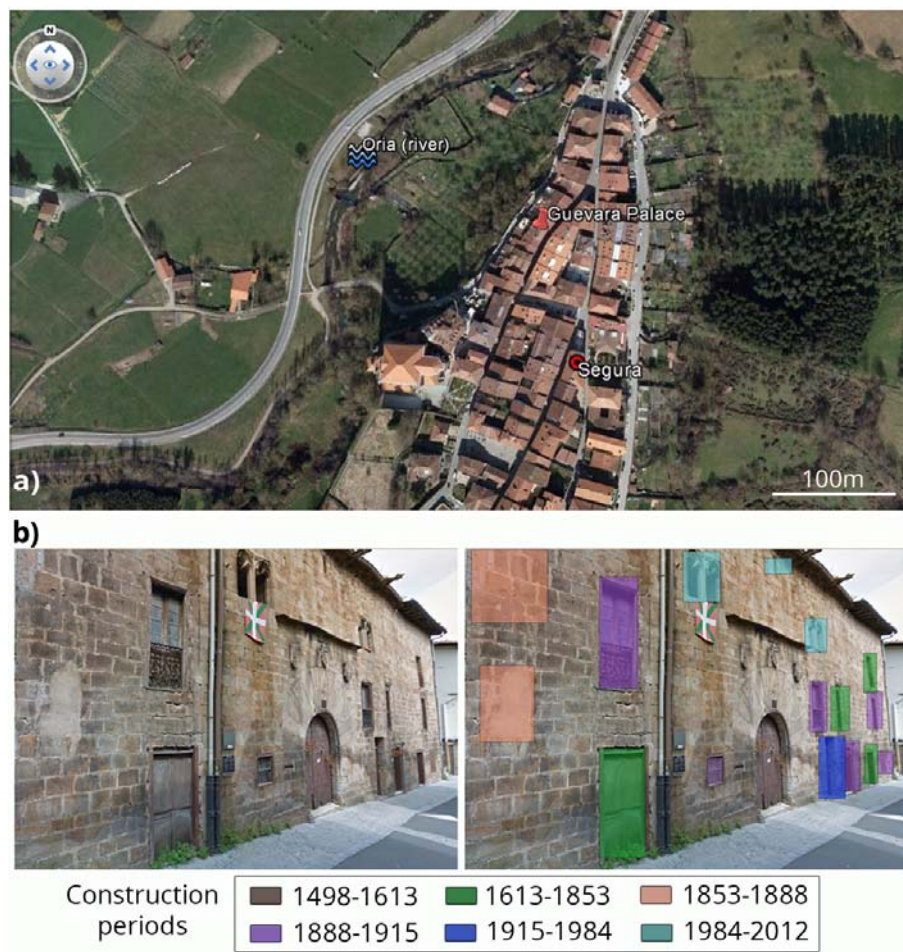 N
Oria (river)
Guevara Palace
Segura
a)
100m
b)
Construction periods
1498-1613
1613-1853
1853-1888
1888-1915
1915-1984
1984-2012